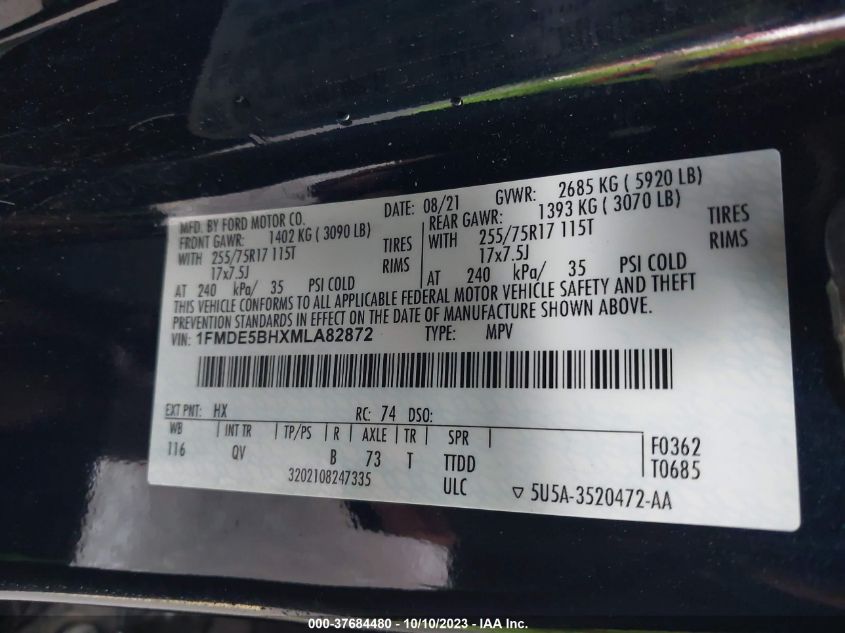 MFD. BY FORD MOTOR CO.
DATE: 08/21 GVWR: 2685 KG ( 5920 LB)
FRONT GAWR: 1402 KG ( 3090 LB)
WITH 255/75R17 115T TIRES
17x7.5J RIMS
AT 240 kPa/ 35 PSI COLD
REAR GAWR: 1393 KG ( 3070 LB)
WITH 255/75R17 115T TIRES
17x7.5J RIMS
AT 240 kPa/ 35 PSI COLD
THIS VEHICLE CONFORMS TO ALL APPLICABLE FEDERAL MOTOR VEHICLE SAFETY AND THEFT
PREVENTION STANDARDS IN EFFECT ON THE DATE OF MANUFACTURE SHOWN ABOVE.
VIN: 1FMDE5BHXMLA82872 TYPE: MPV
EXT PNT: HX RC: 74 DSO:
WB INT TR TP/PS R AXLE TR SPR
116 QV B 73 T TTDD
ULC
F0362
T0685
3202108247335
▽ 5U5A-3520472-AA
000-37684480 - 10/10/2023 - IAA Inc.